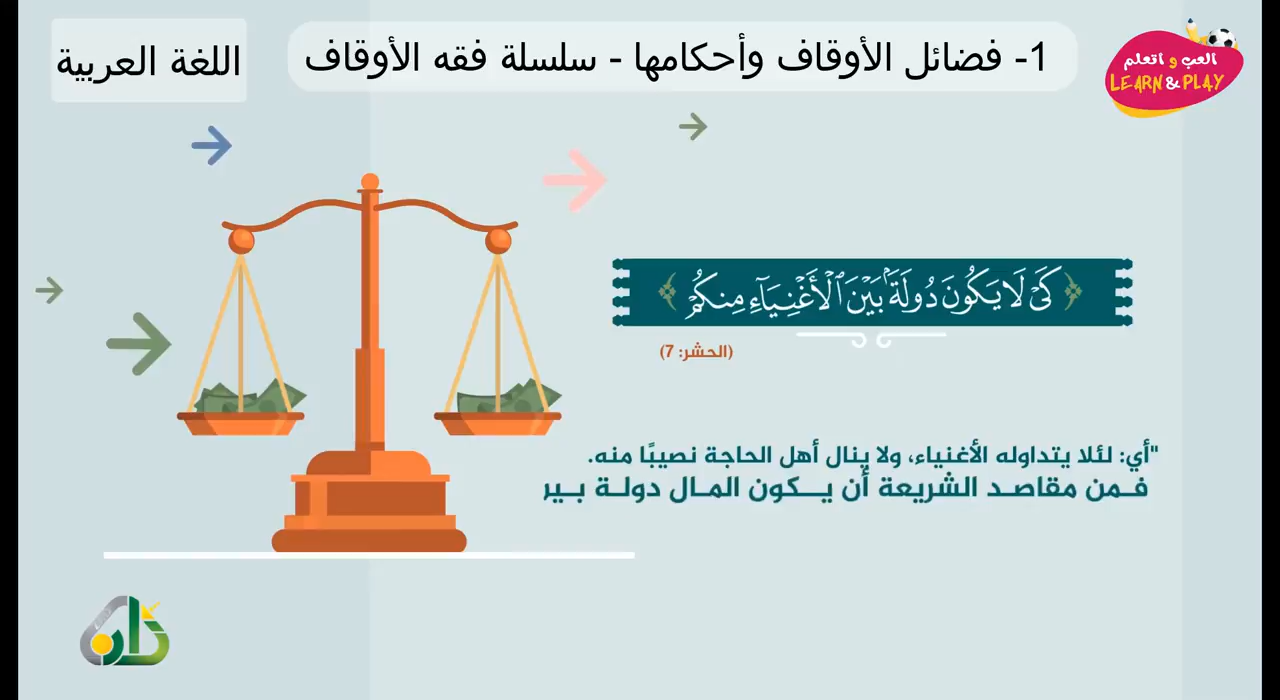 1- فضائل الأوقاف وأحكامها - سلسلة فقه الأوقاف
اللغة العربية
العب و اتعلم
LEARN & PLAY
﴿كَىْ لَا يَكُونَ دُولَةًۢ بَيْنَ ٱلْأَغْنِيَآءِ مِنكُمْ﴾
(الحشر: 7)
"أي: لئلا يتداوله الأغنياء، ولا ينال أهل الحاجة نصيبًا منه.
فمن مقاصد الشريعة أن يكون المال دولة بير